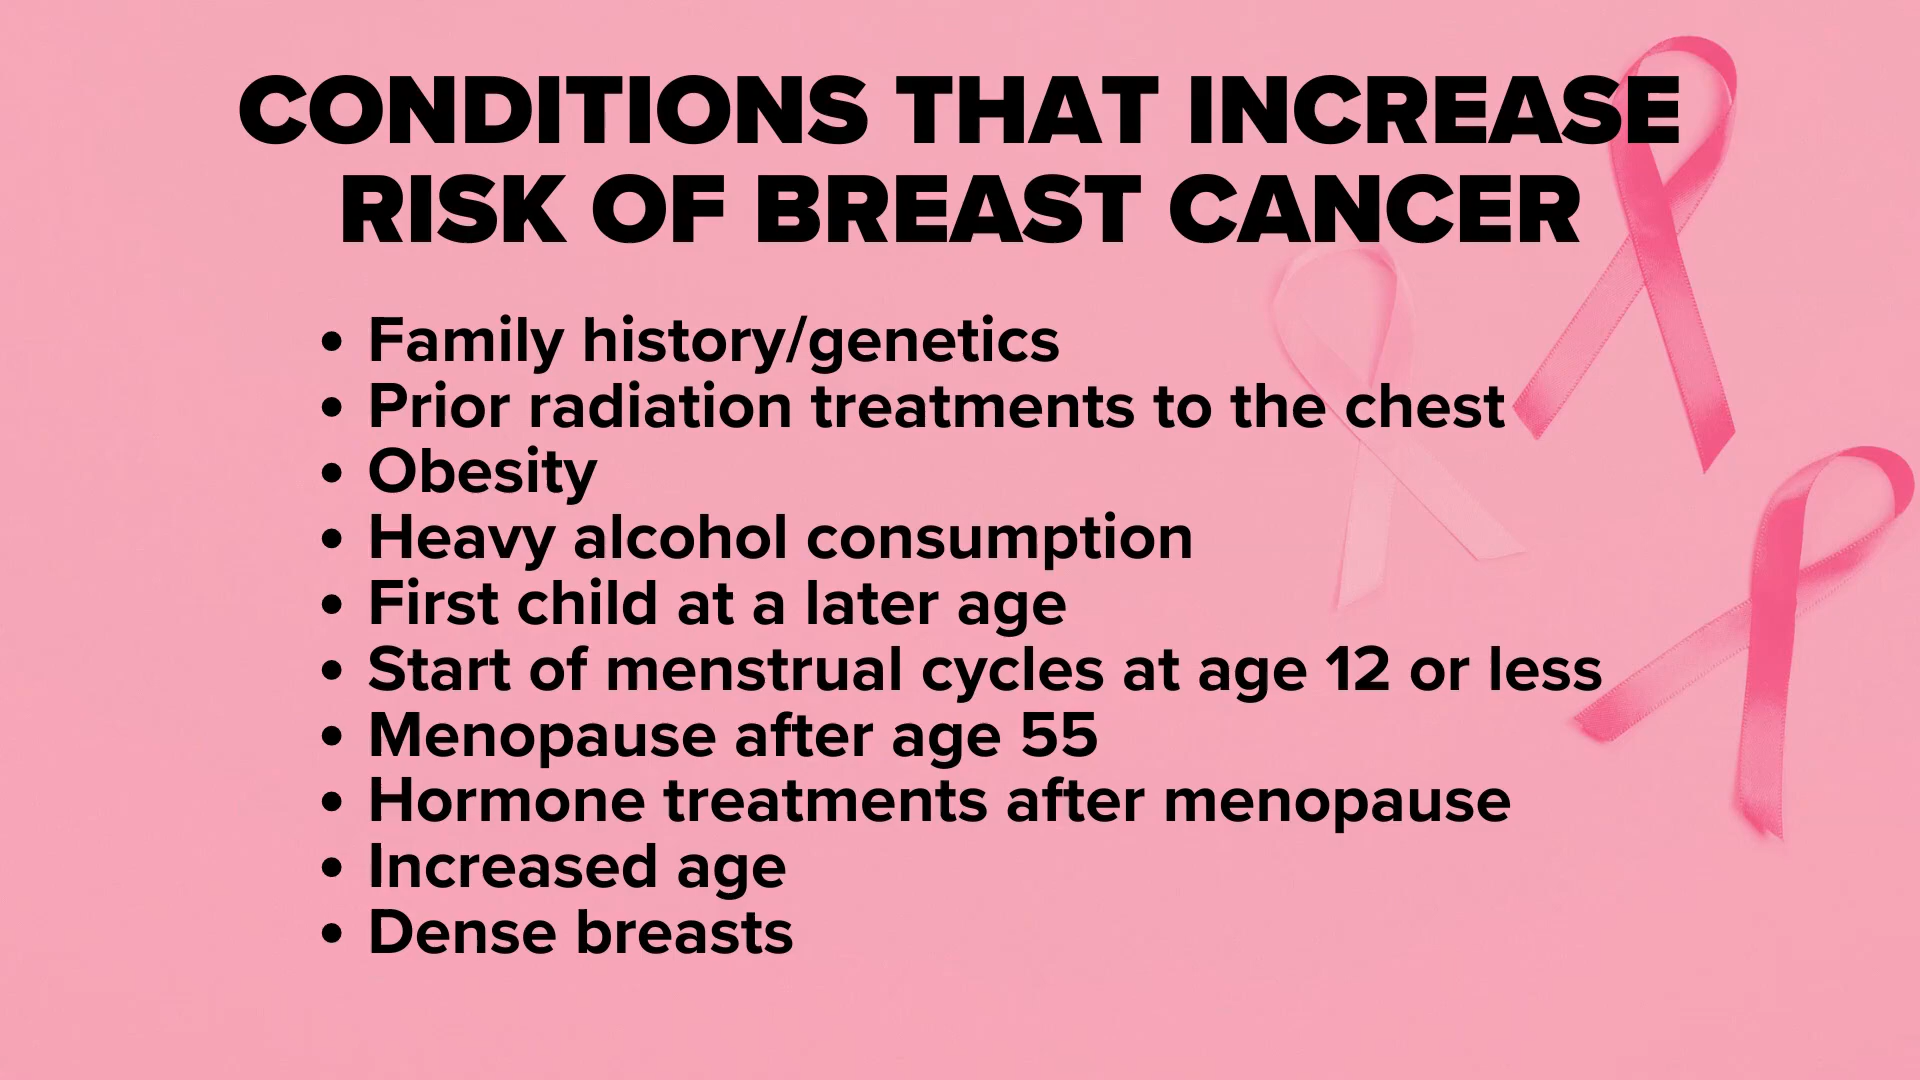 CONDITIONS THAT INCREASE
RISK OF BREAST CANCER
• Family history/genetics
• Prior radiation treatments to the chest
• Obesity
• Heavy alcohol consumption
• First child at a later age
• Start of menstrual cycles at age 12 or less
• Menopause after age 55
• Hormone treatments after menopause
• Increased age
• Dense breasts